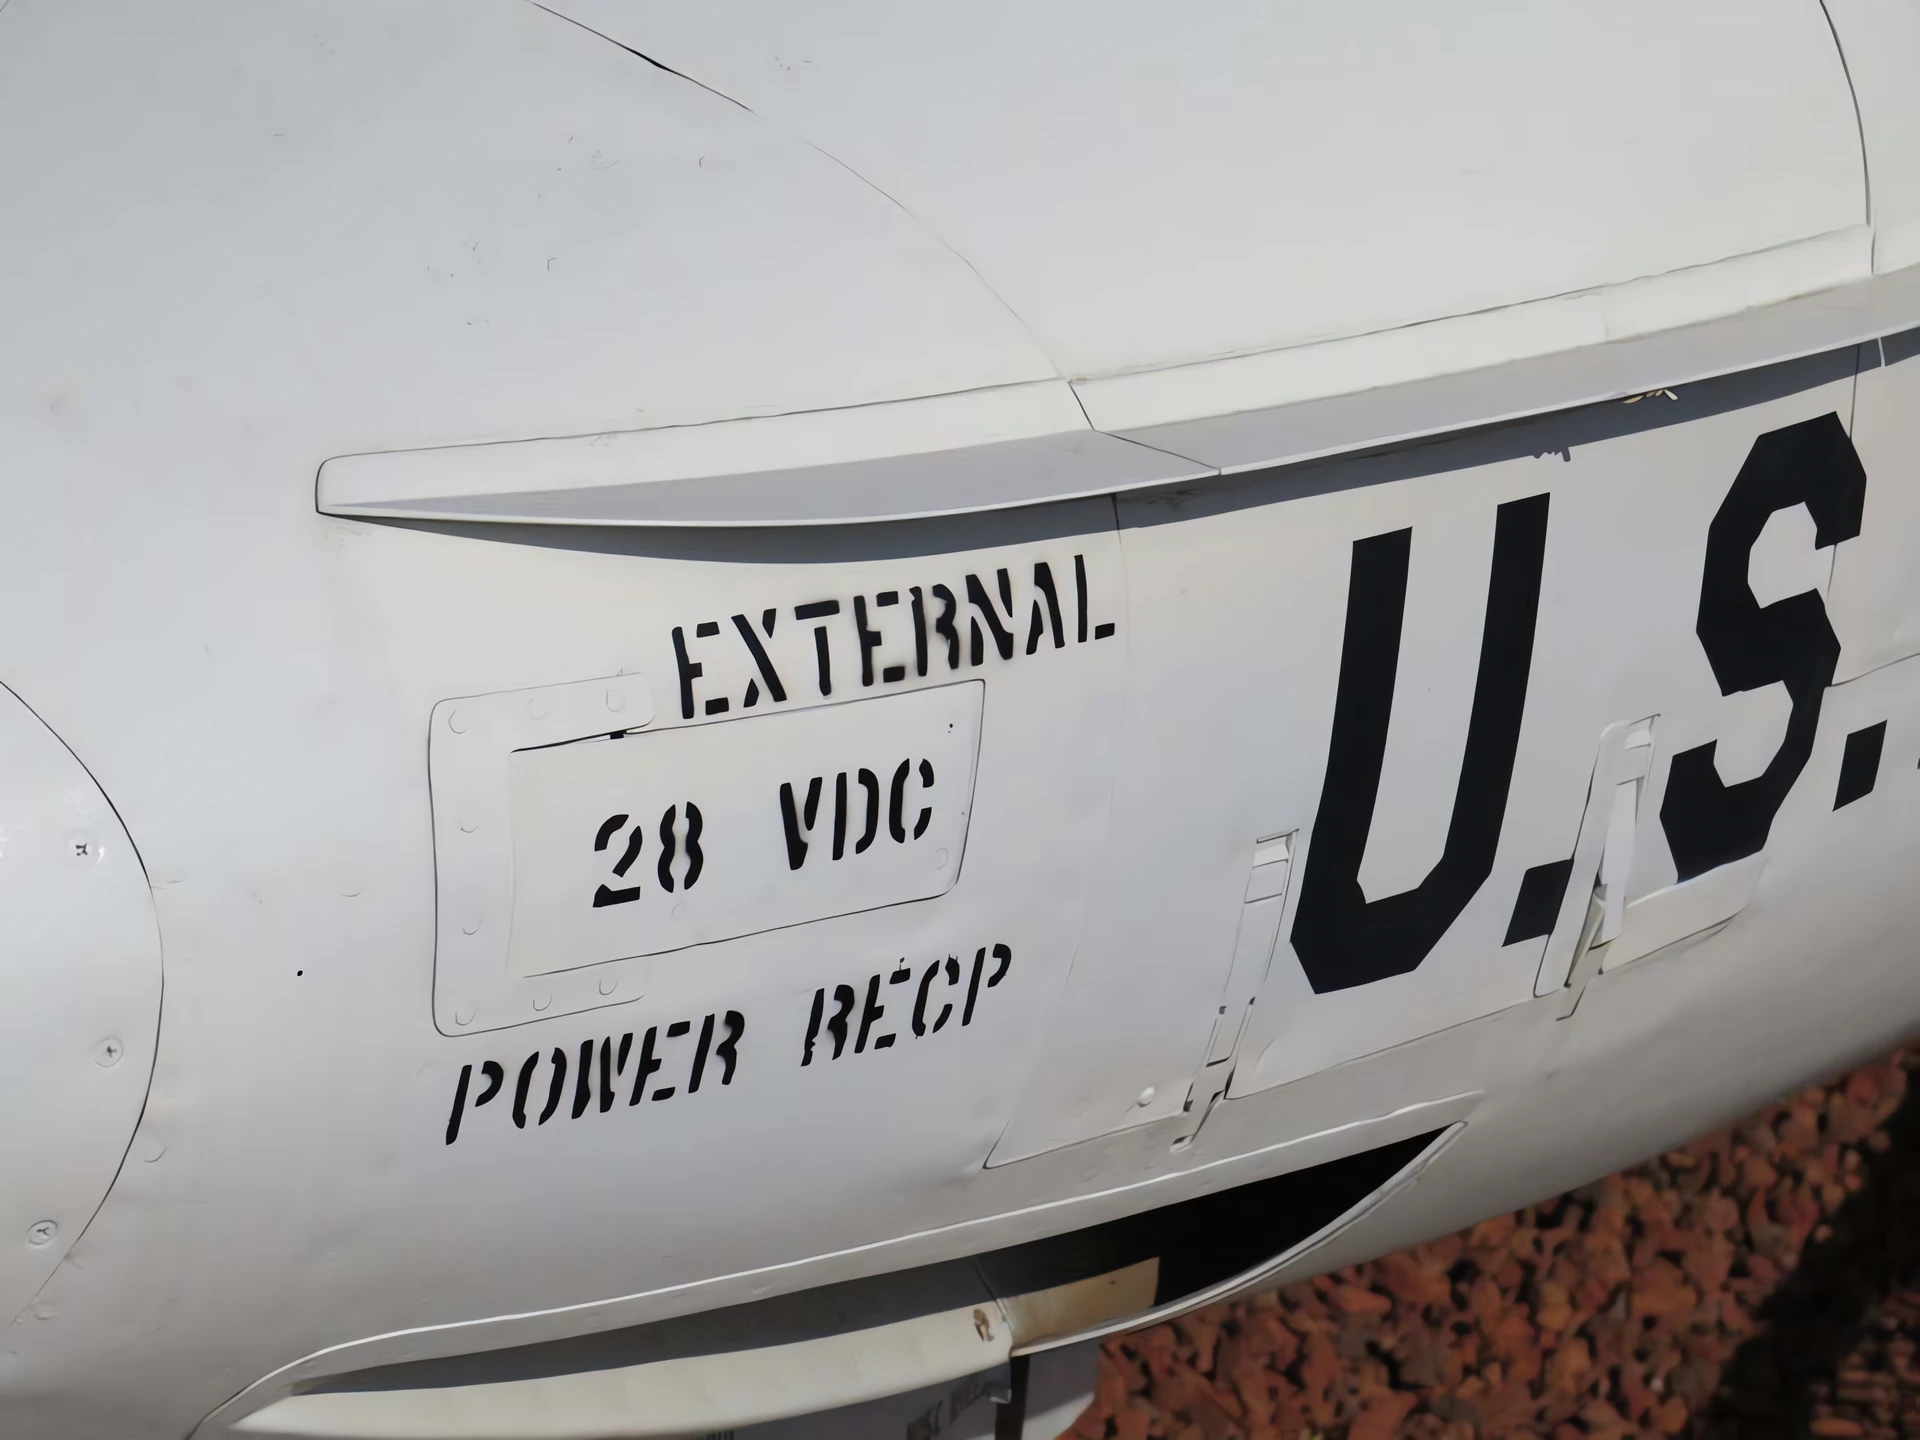 EXTERNAL
28 VDC
POWER RECP
U.S.